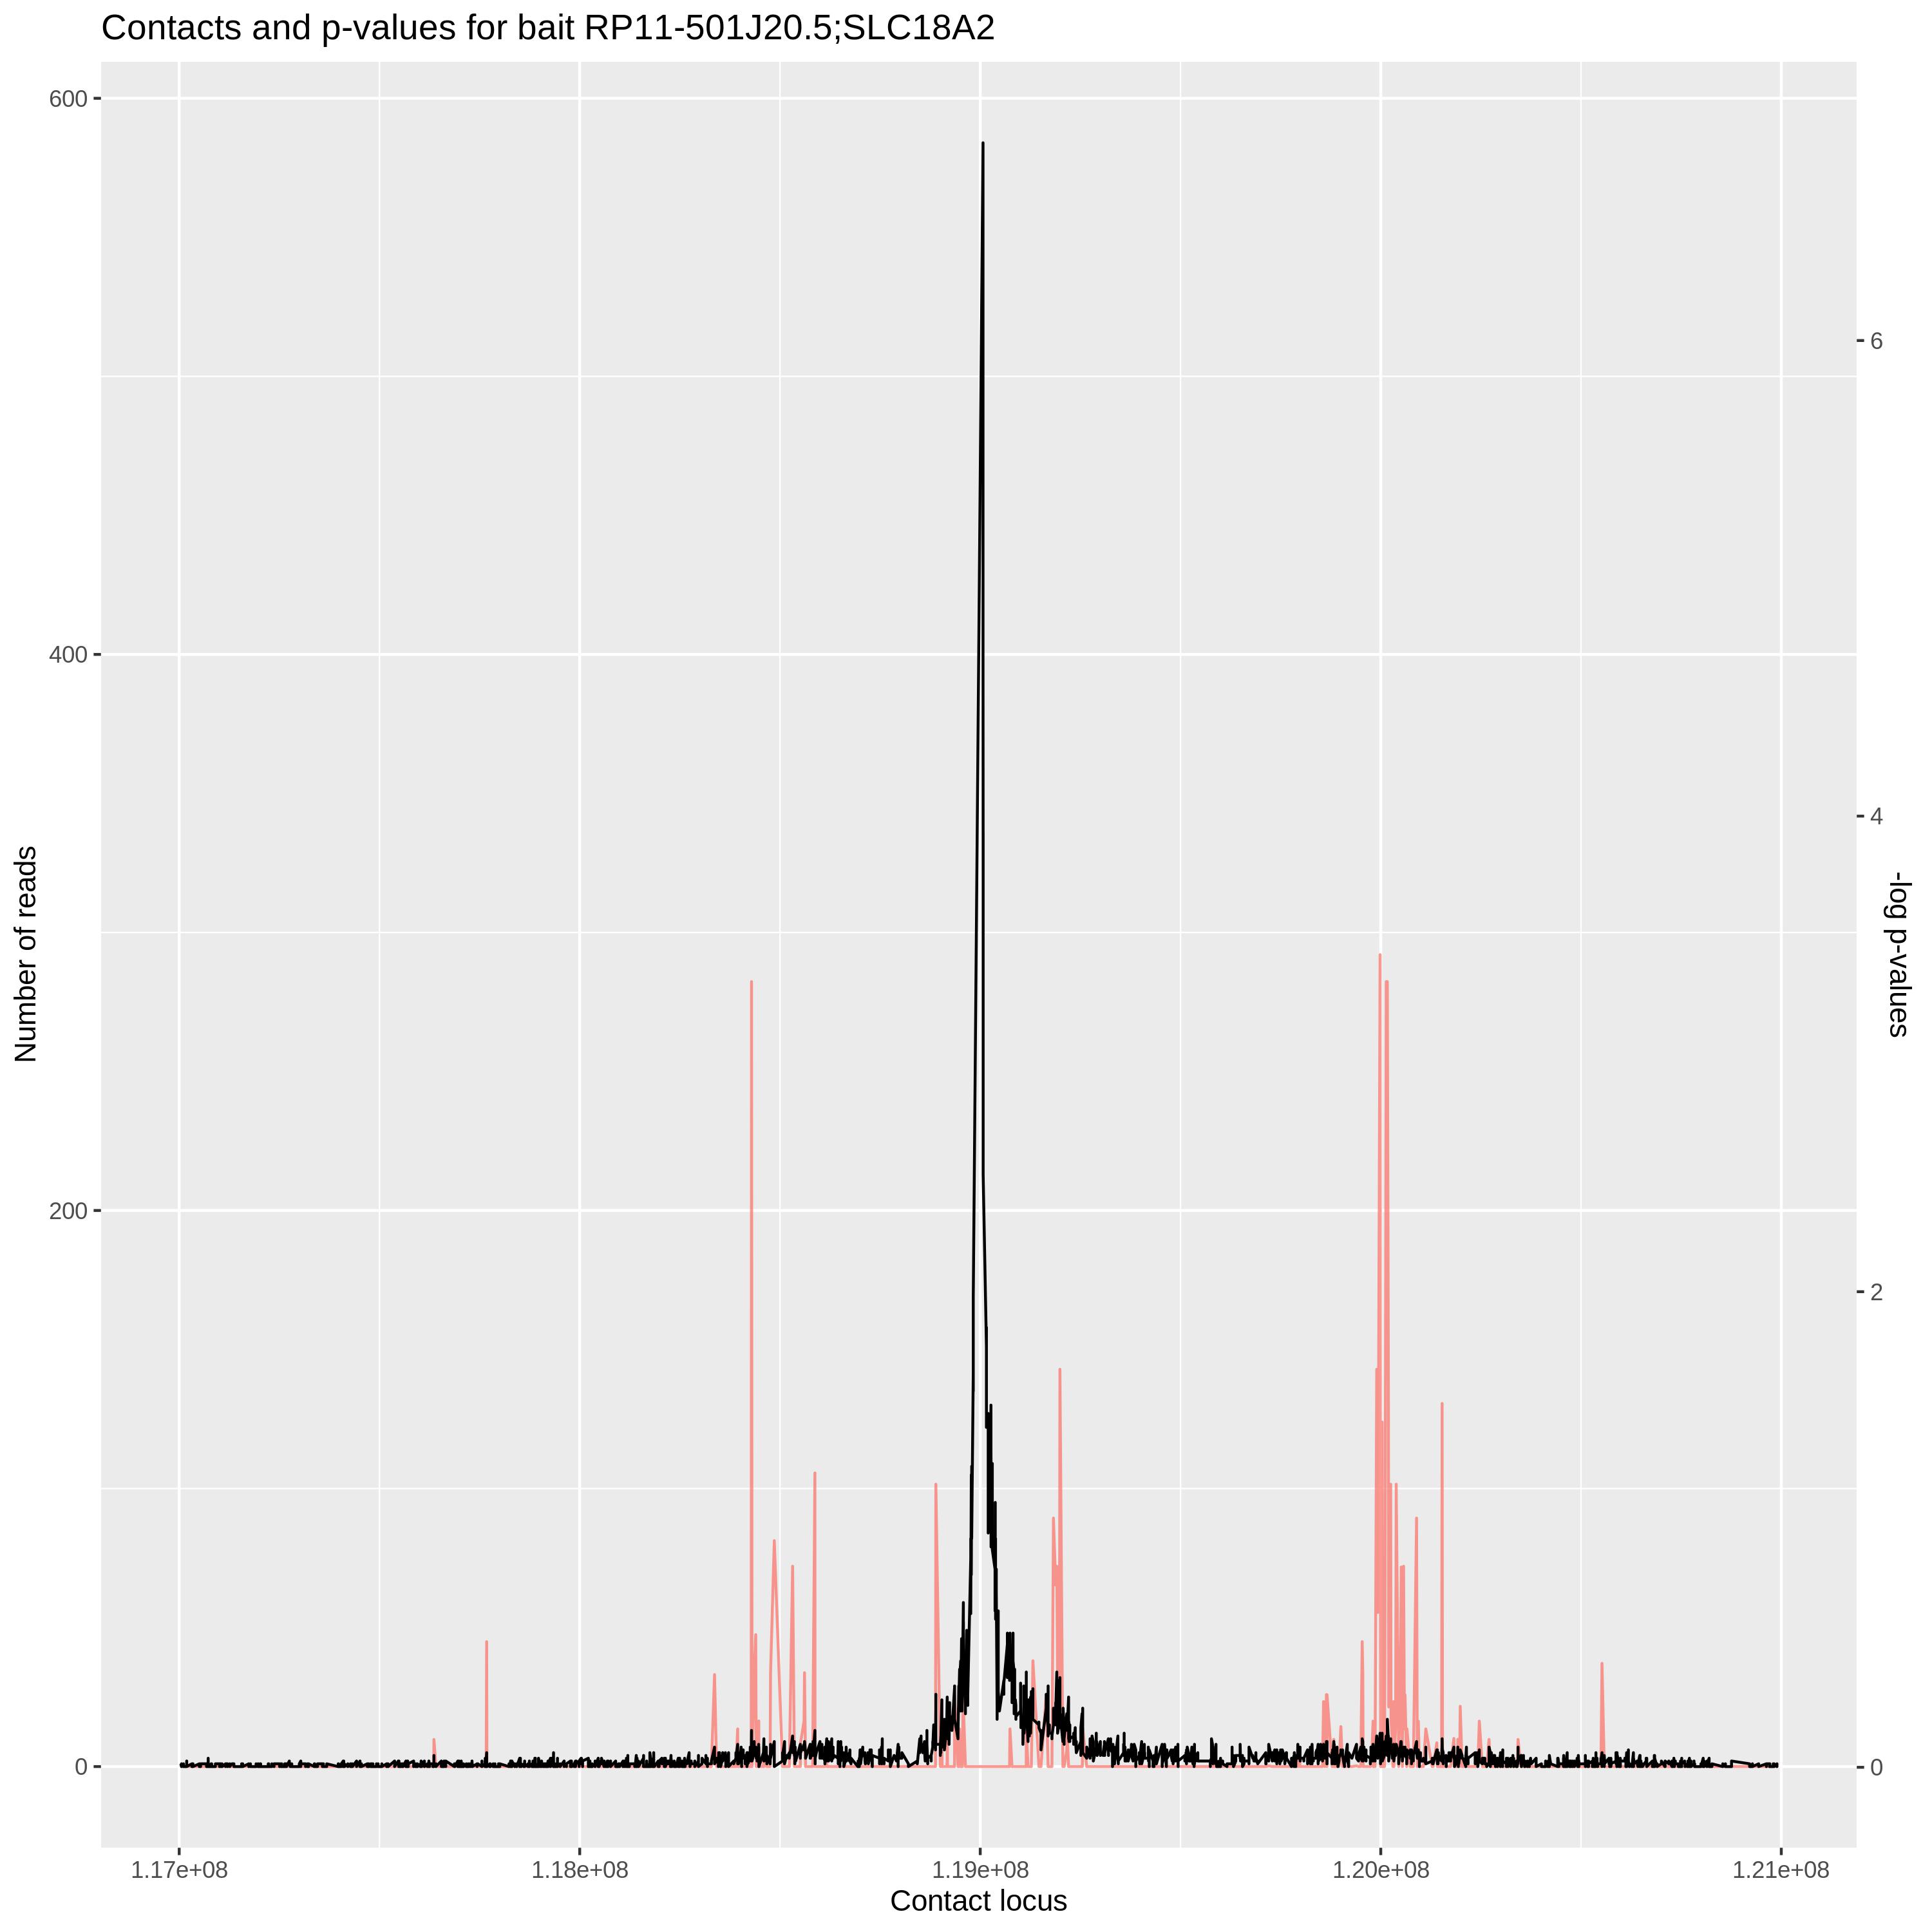 Contacts and p-values for bait RP11-501J20.5;SLC18A2
600
400
200
0
Number of reads
6
4
2
0
-log p-values
1.17e+08 1.18e+08 1.19e+08 1.20e+08 1.21e+08
Contact locus